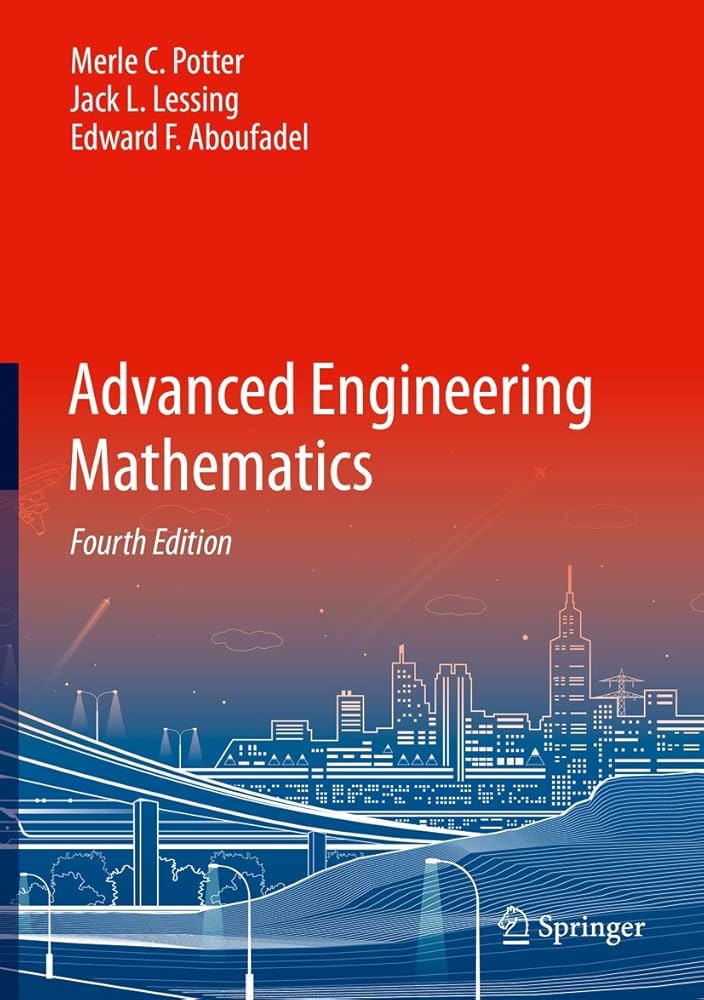 Merle C. Potter
Jack L. Lessing
Edward F. Aboufadel
Advanced Engineering
Mathematics
Fourth Edition
Springer